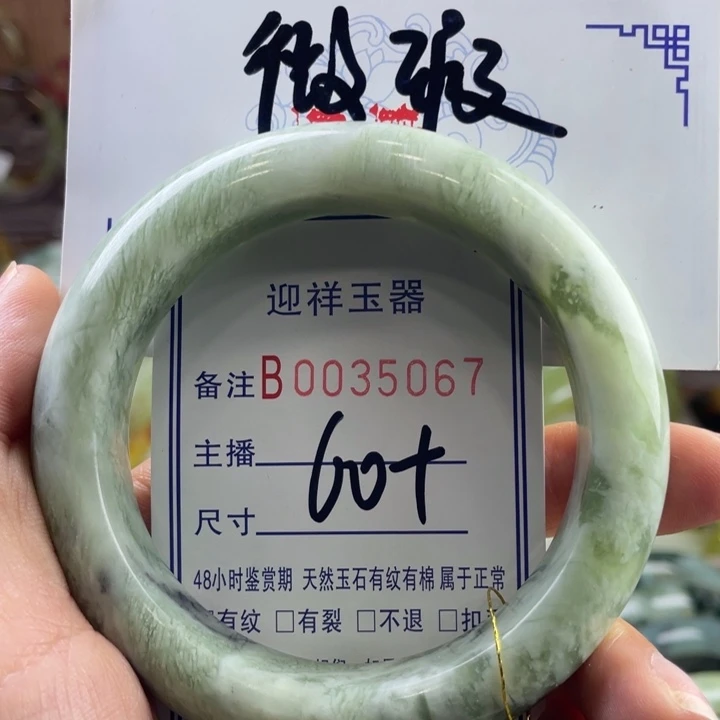 微瑕
迎祥玉器
备注B0035067
主播
60+
尺寸
48小时鉴赏期 天然玉石有纹有棉 属于正常
有纹 □有裂 □不退 □扣